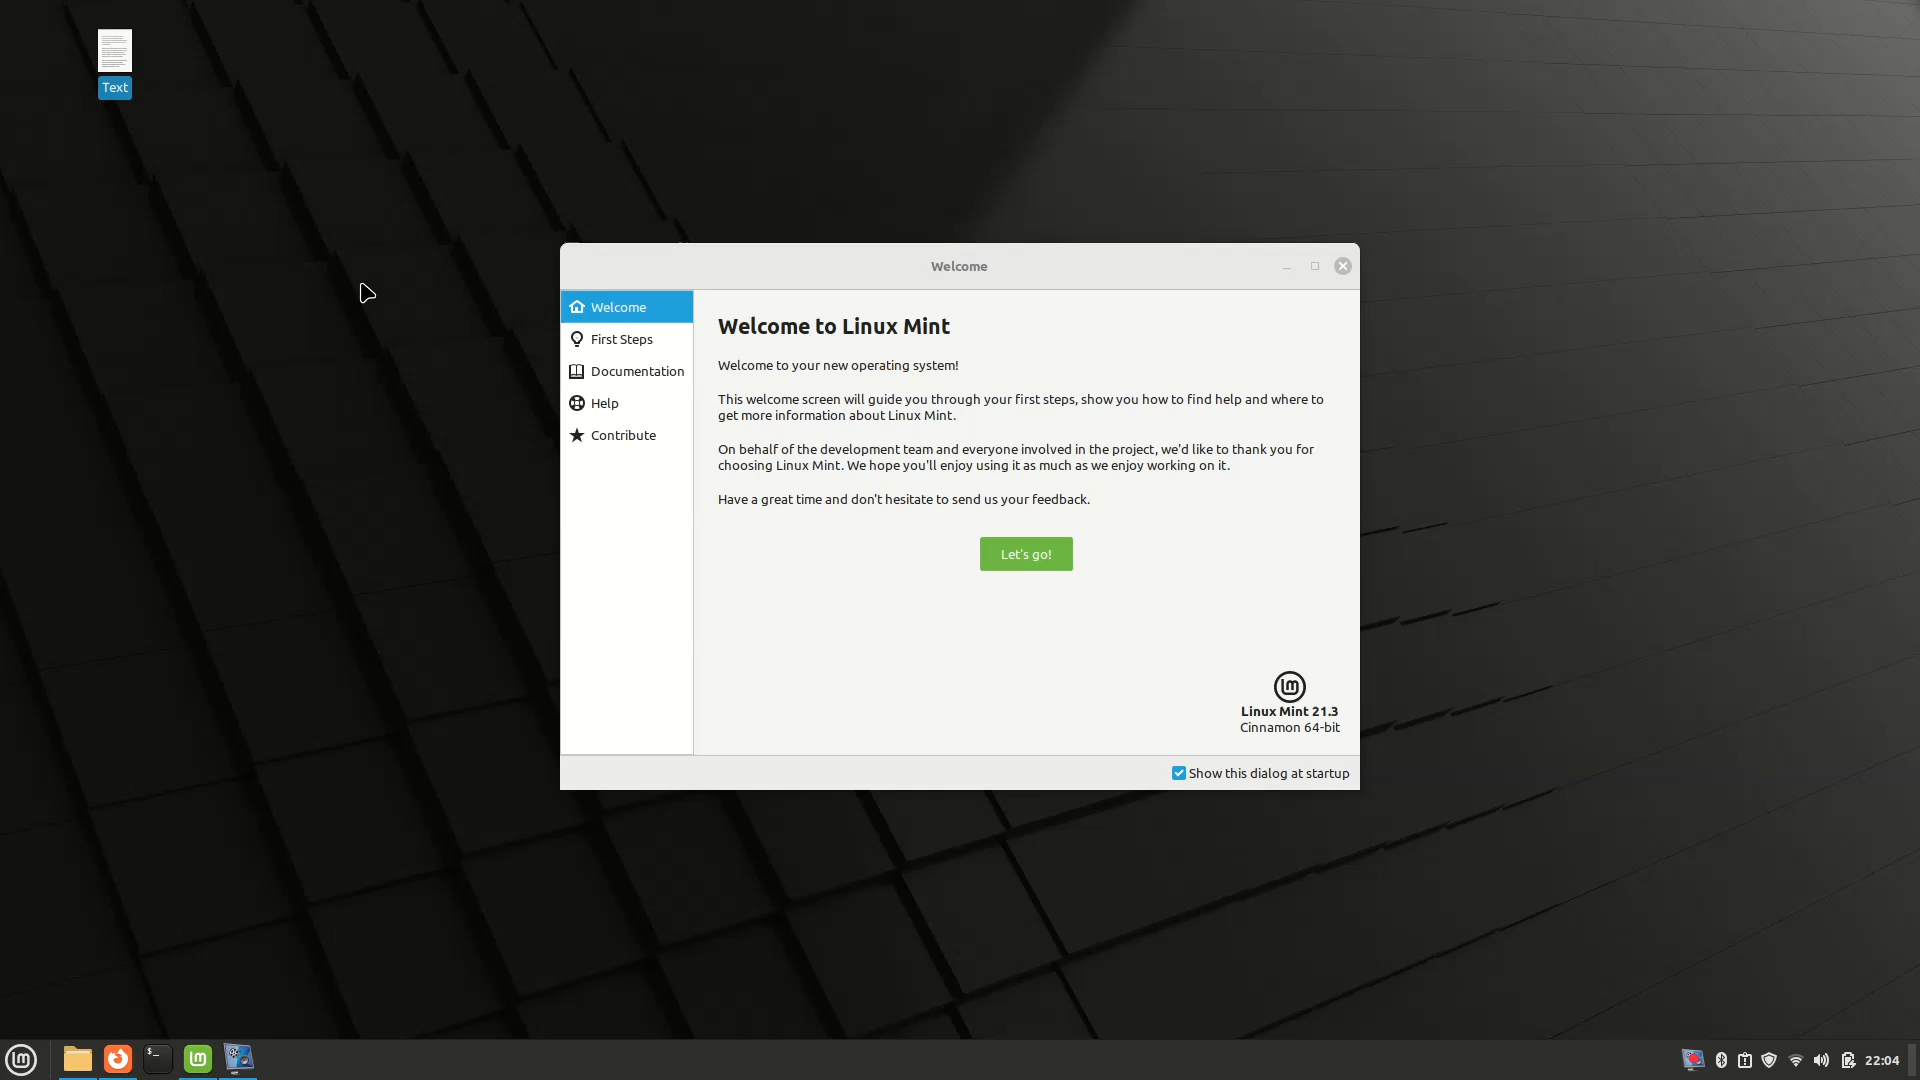 Text
Welcome
Welcome
First Steps
Documentation
Help
Contribute
Welcome to Linux Mint
Welcome to your new operating system!
This welcome screen will guide you through your first steps, show you how to find help and where to
get more information about Linux Mint.
On behalf of the development team and everyone involved in the project, we'd like to thank you for
choosing Linux Mint. We hope you'll enjoy using it as much as we enjoy working on it.
Have a great time and don't hesitate to send us your feedback.
Let's go!
Linux Mint 21.3
Cinnamon 64-bit
Show this dialog at startup
22:04